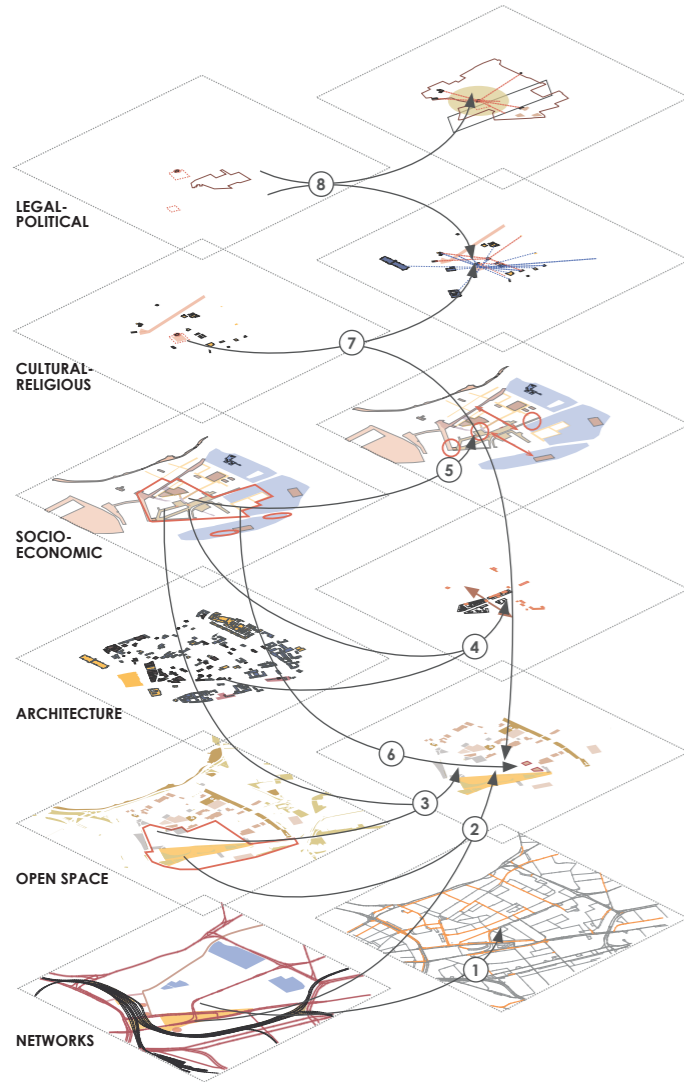 8
LEGAL-
POLITICAL
7
CULTURAL-
RELIGIOUS
5
SOCIO-
ECONOMIC
4
ARCHITECTURE
6
3
2
OPEN SPACE
1
NETWORKS